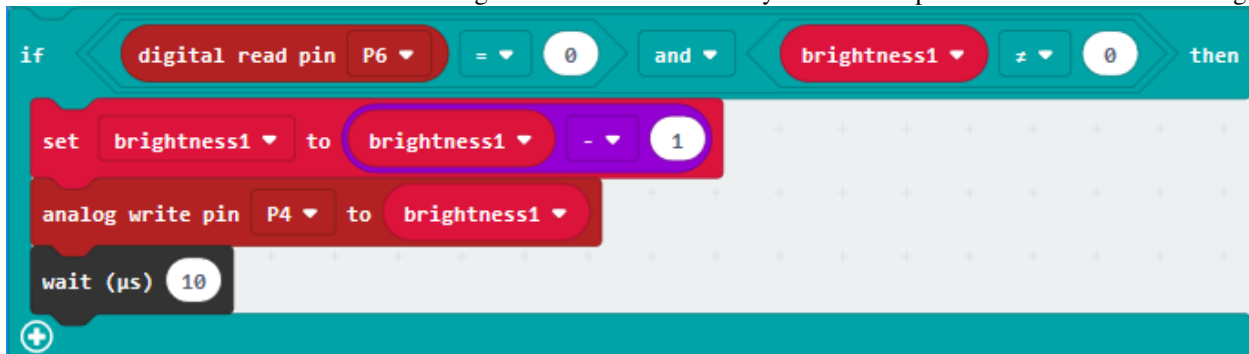 if digital read pin P6 = 0 and brightness1 ≠ 0 then
set brightness1 to brightness1 - 1
analog write pin P4 to brightness1
wait (µs) 10